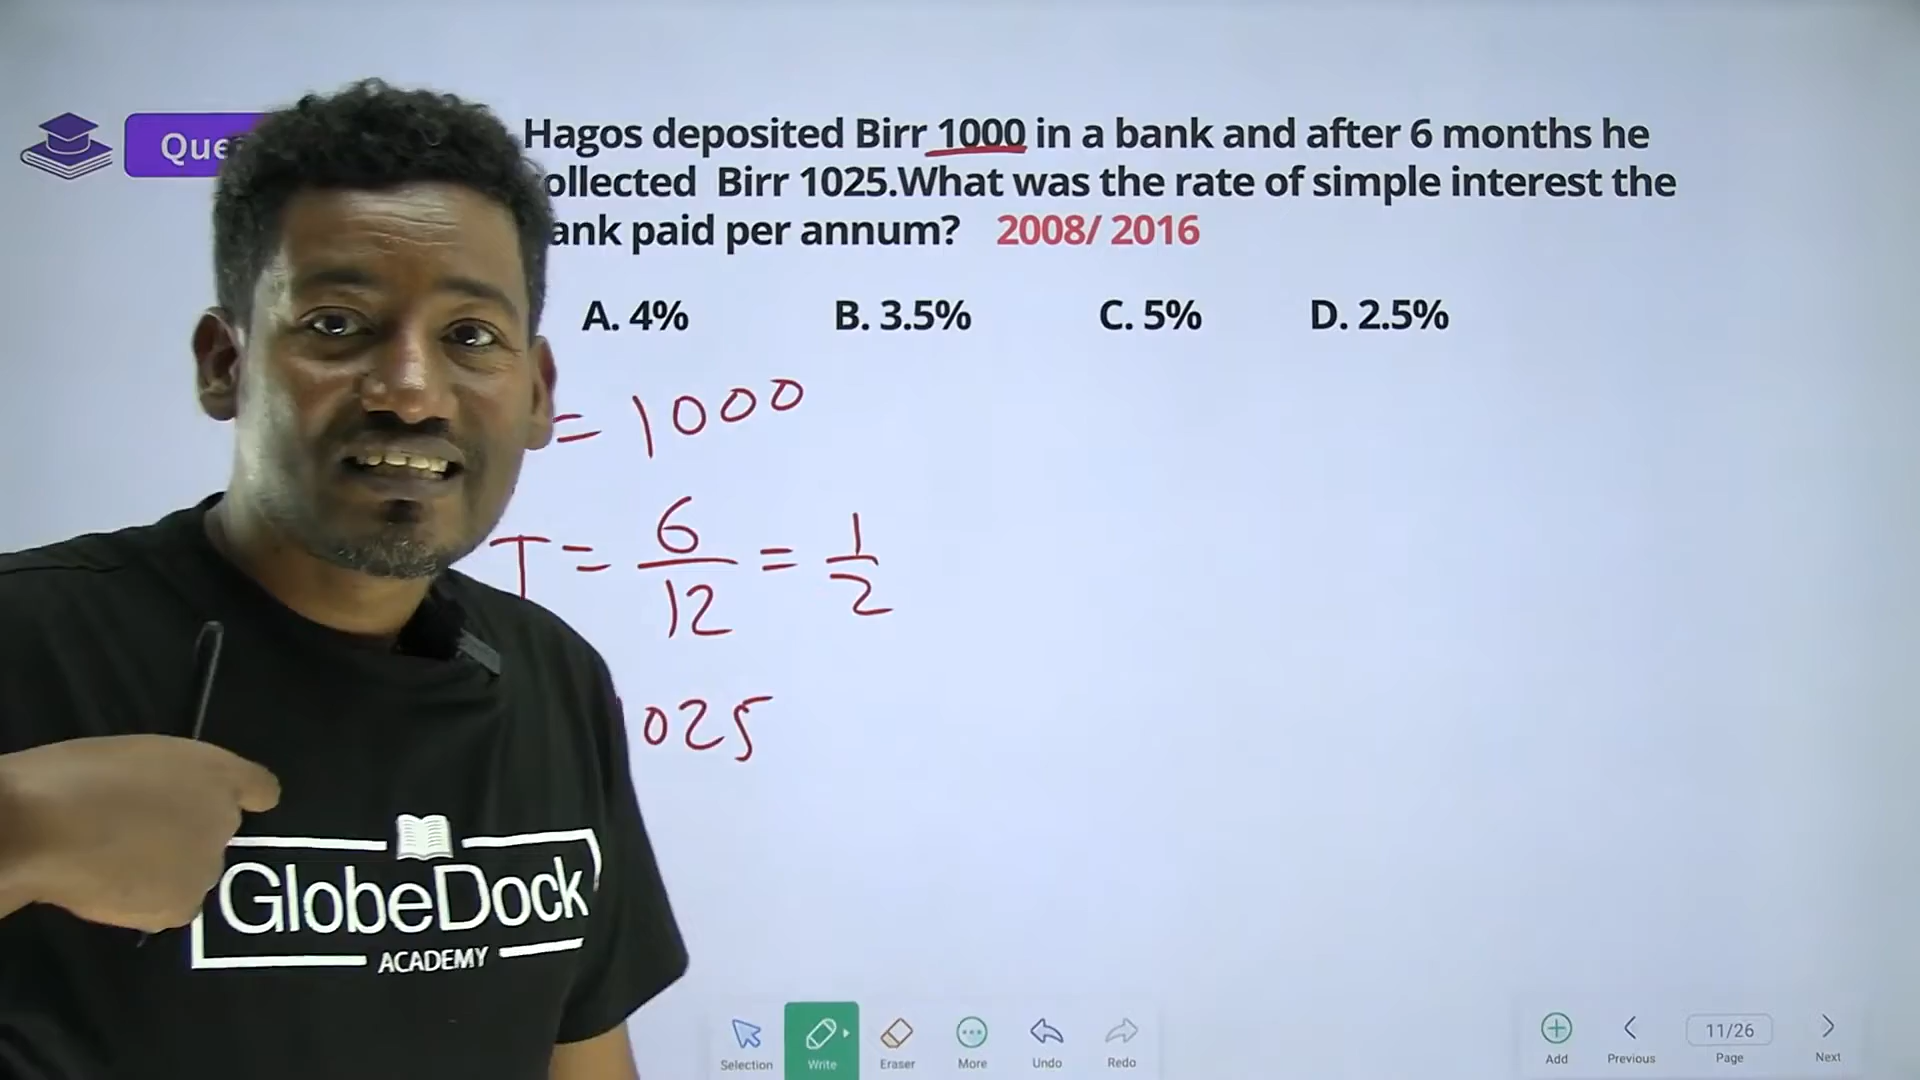 Hagos deposited Birr 1000 in a bank and after 6 months he
ollected Birr 1025.What was the rate of simple interest the
ank paid per annum? 2008/ 2016
Que
A. 4% B. 3.5% C. 5% D. 2.5%
= 1000
T = 6/12 = 1/2
025
GlobeDock
ACADEMY
Selection Write Eraser More Undo Redo
Add Previous 11/26 Page Next